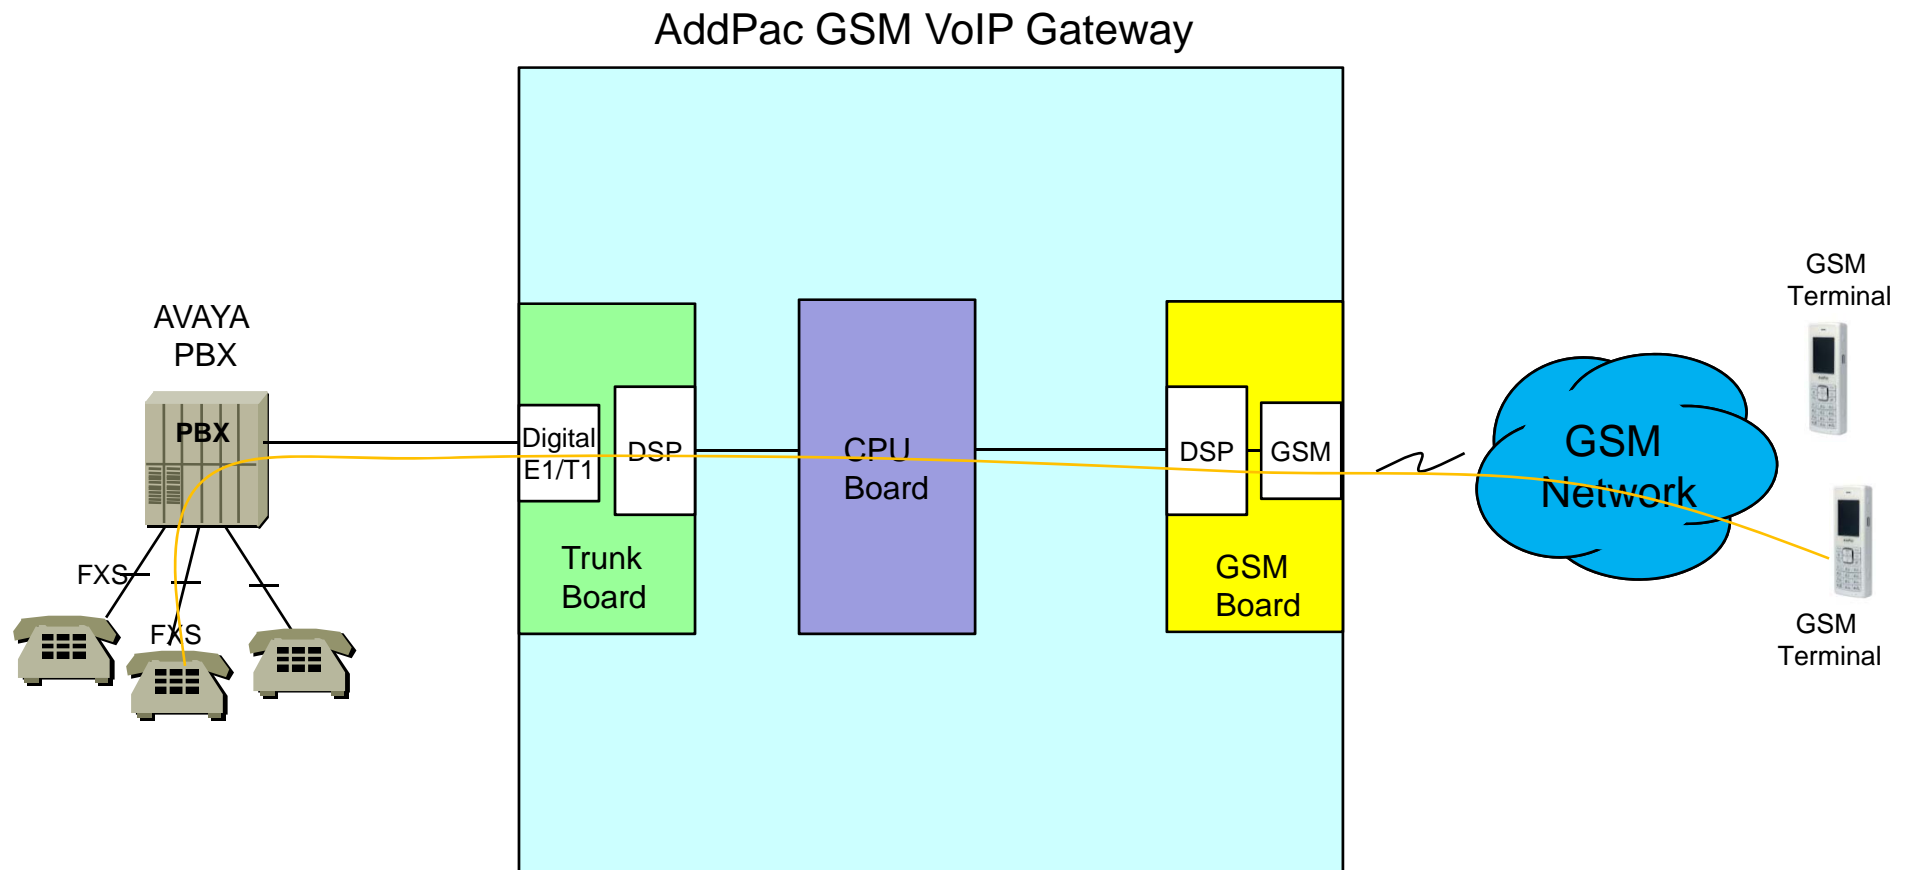 AddPac GSM VoIP Gateway
GSM
Terminal
AVAYA
PBX
PBX
Digital
E1/T1
DSP
CPU
Board
DSP
GSM
GSM
Network
Trunk
Board
GSM
Board
FXS
FXS
GSM
Terminal